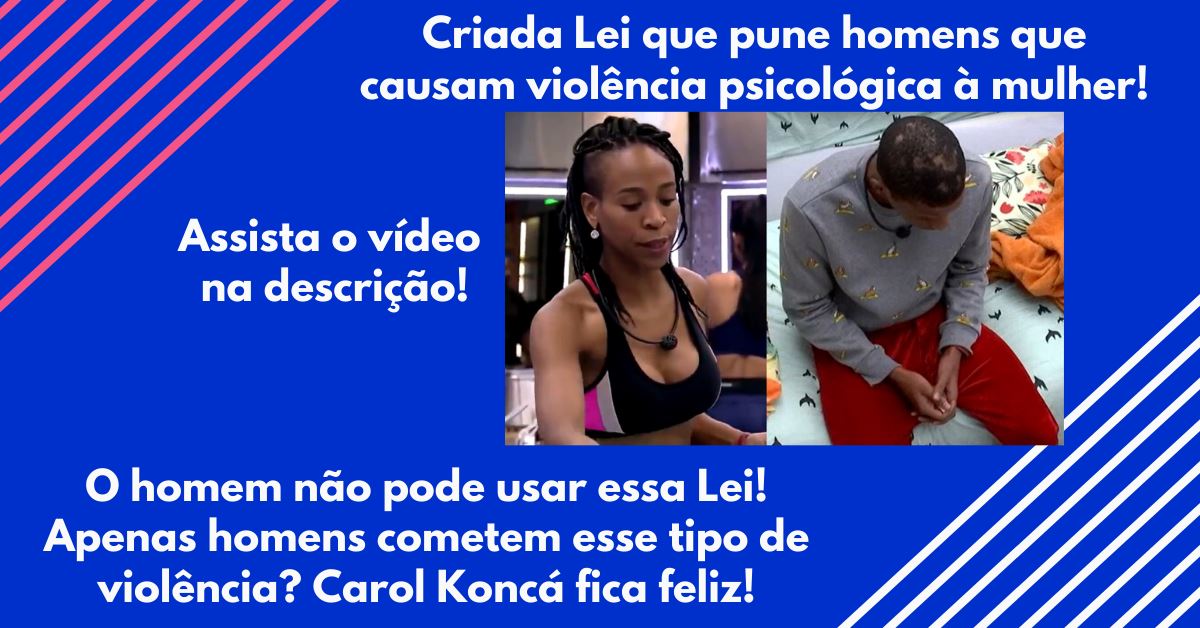 Criada Lei que pune homens que
causam violência psicológica à mulher!
Assista o vídeo
na descrição!
O homem não pode usar essa Lei!
Apenas homens cometem esse tipo de
violência? Carol Koncá fica feliz!